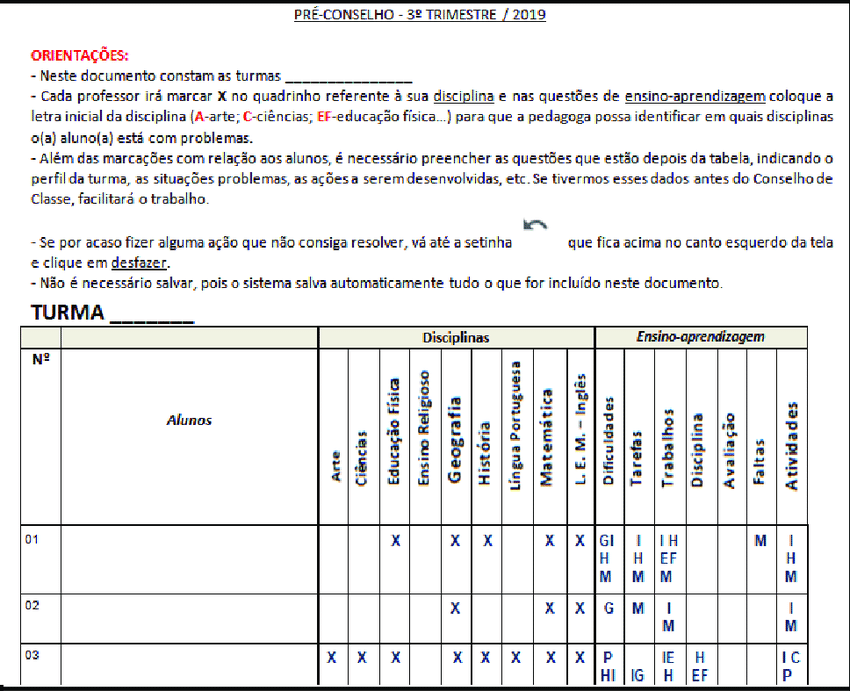 PRÉ-CONSELHO - 3º TRIMESTRE / 2019
ORIENTAÇÕES:
- Neste documento constam as turmas _______________
- Cada professor irá marcar X no quadrinho referente à sua disciplina e nas questões de ensino-aprendizagem coloque a
letra inicial da disciplina (A-arte; C-ciências; EF-educação física...) para que a pedagoga possa identificar em quais disciplinas
o(a) aluno(a) está com problemas.
- Além das marcações com relação aos alunos, é necessário preencher as questões que estão depois da tabela, indicando o
perfil da turma, as situações problemas, as ações a serem desenvolvidas, etc. Se tivermos esses dados antes do Conselho de
Classe, facilitará o trabalho.
- Se por acaso fizer alguma ação que não consiga resolver, vá até a setinha que fica acima no canto esquerdo da tela
e clique em desfazer.
- Não é necessário salvar, pois o sistema salva automaticamente tudo o que for incluído neste documento.
TURMA _______
Disciplinas Ensino-aprendizagem
Nº
Alunos
Arte
Ciências
Educação Física
Ensino Religioso
Geografia
História
Língua Portuguesa
Matemática
L. E. M. – Inglês
Dificuldades
Tarefas
Trabalhos
Disciplina
Avaliação
Faltas
Atividades
01 X X X X X GI I I H M I
H H EF H
M M M M
02 X X X G M I I
M M
03 X X X X X X X X P IE H I C
HI IG H EF P